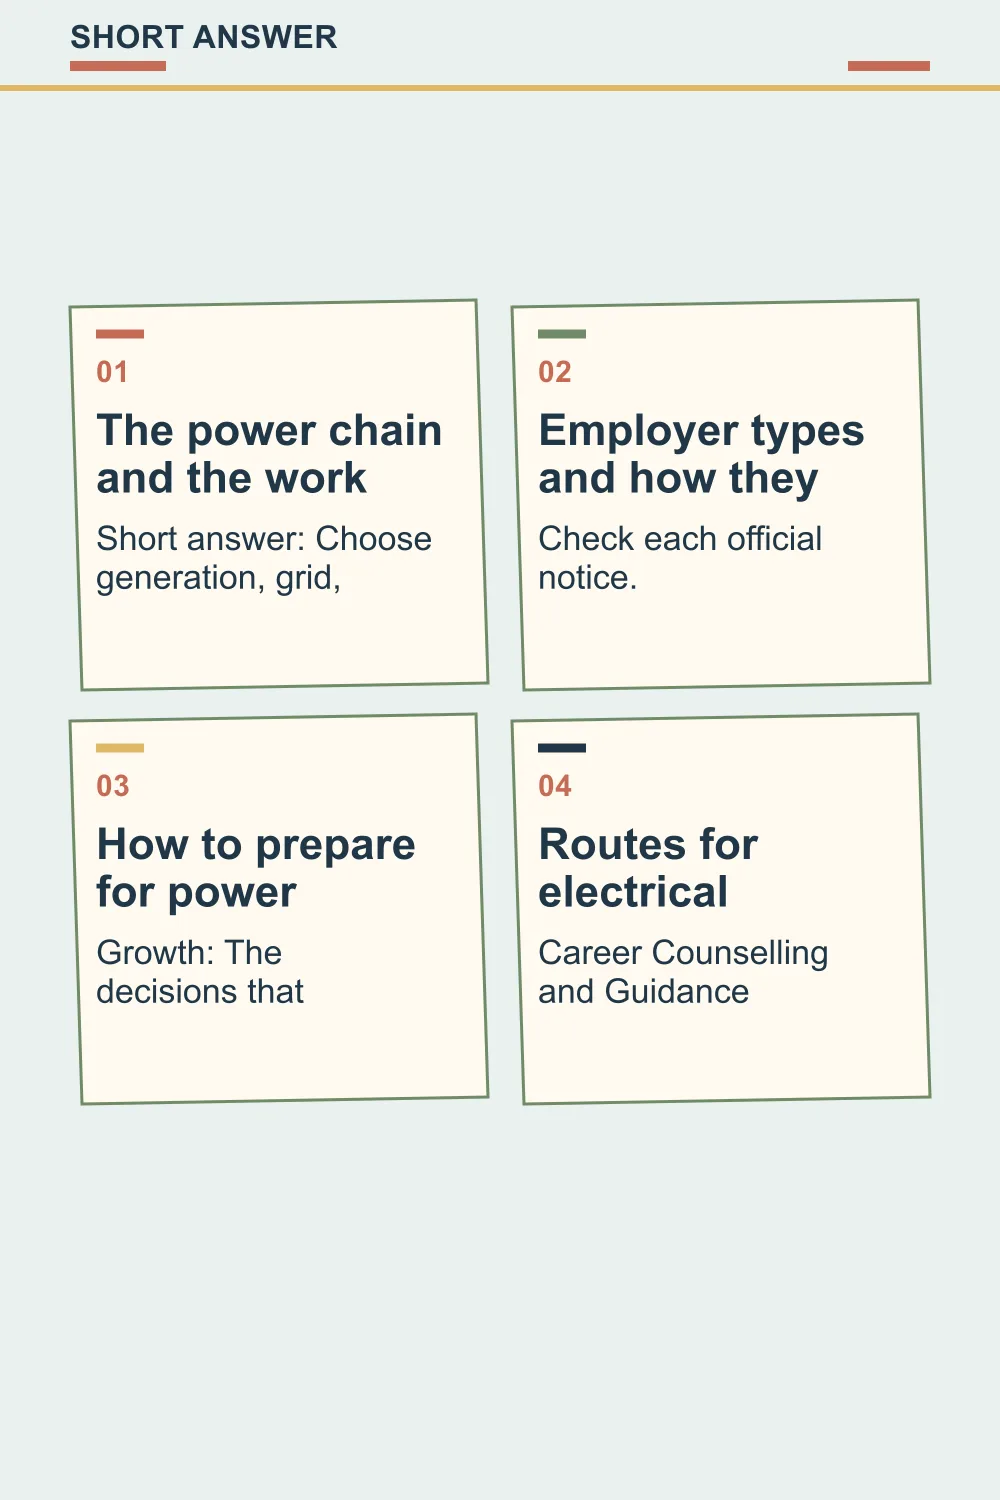 SHORT ANSWER
01
The power chain
and the work
Short answer: Choose
generation, grid,
02
Employer types
and how they
Check each official
notice.
03
How to prepare
for power
Growth: The
decisions that
04
Routes for
electrical
Career Counselling
and Guidance